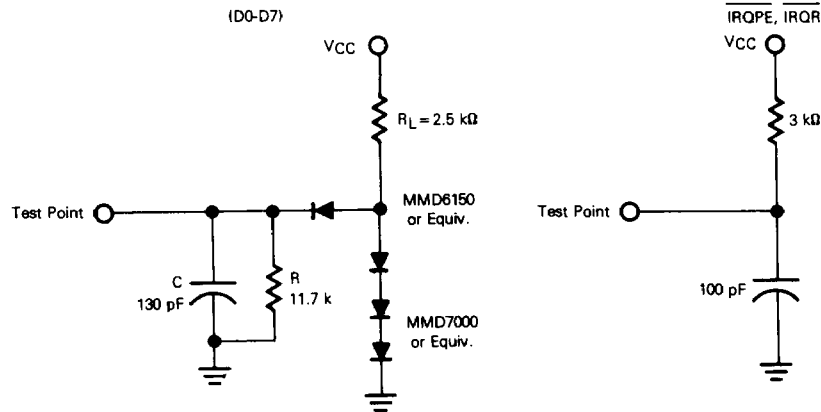 (D0-D7)
VCC
RL = 2.5 kΩ
MMD6150
or Equiv.
Test Point
C
130 pF
R
11.7 k
MMD7000
or Equiv.
IRQPE, IRQR
VCC
3 kΩ
Test Point
100 pF